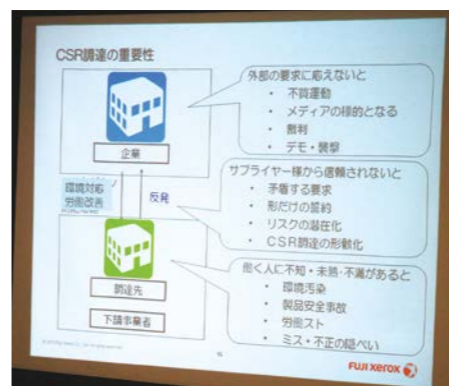 CSR調達の重要性
企業
環境対応
労働改善
反発
調達先
下請事業者
外部の要求に応えないと
• 不買運動
• メディアの標的となる
• 罰則
• デモ・襲撃
サプライヤー様から信頼されないと
• 矛盾する要求
• 形だけの誓約
• リスクの潜在化
• CSR調達の形骸化
働く人に不知・未熟・不満があると
• 環境汚染
• 製品安全事故
• 労働スト
• ミス・不正の隠ぺい
FUJI XEROX